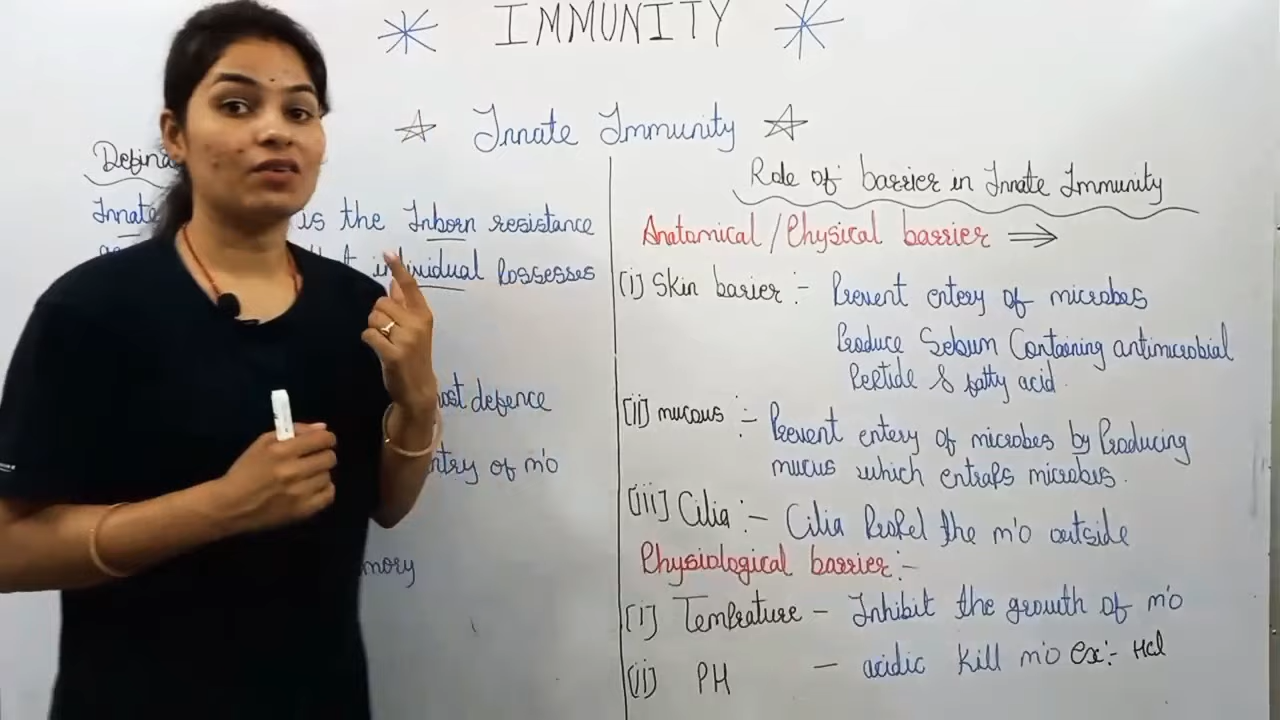 IMMUNITY
Innate Immunity
Defina
Innate is the Inborn resistance
individual Possesses
ost defence
ntry of m'o
mory
Role of barrier in Innate Immunity
Anatomical / Physical barrier ⇒
(i) Skin barier :- Prevent entery of microbes
Produce Sebum Containing antimicrobial
Peptide & fatty acid.
(ii) mucous :- Prevent entery of microbes by Producing
mucus which entraps microbes.
(iii) Cilia :- Cilia Propel the m'o outside
Physiological barrier :-
(i) Temprature - Inhibit the growth of m'o
(ii) PH - acidic kill m'o ex:- Hcl